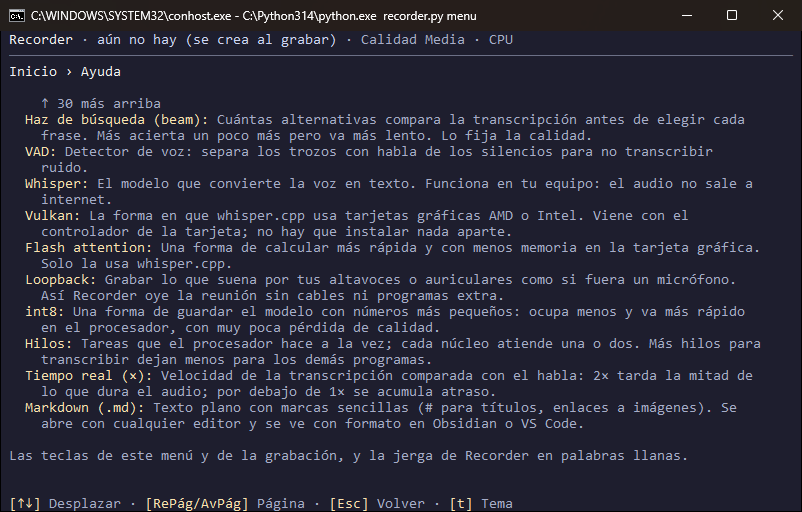 C:\WINDOWS\SYSTEM32\conhost.exe - C:\Python314\python.exe recorder.py menu
Recorder · aún no hay (se crea al grabar) · Calidad Media · CPU
Inicio › Ayuda
↑ 30 más arriba
Haz de búsqueda (beam): Cuántas alternativas compara la transcripción antes de elegir cada
frase. Más acierta un poco más pero va más lento. Lo fija la calidad.
VAD: Detector de voz: separa los trozos con habla de los silencios para no transcribir
ruido.
Whisper: El modelo que convierte la voz en texto. Funciona en tu equipo: el audio no sale a
internet.
Vulkan: La forma en que whisper.cpp usa tarjetas gráficas AMD o Intel. Viene con el
controlador de la tarjeta; no hay que instalar nada aparte.
Flash attention: Una forma de calcular más rápida y con menos memoria en la tarjeta gráfica.
Solo la usa whisper.cpp.
Loopback: Grabar lo que suena por tus altavoces o auriculares como si fuera un micrófono.
Así Recorder oye la reunión sin cables ni programas extra.
int8: Una forma de guardar el modelo con números más pequeños: ocupa menos y va más rápido
en el procesador, con muy poca pérdida de calidad.
Hilos: Tareas que el procesador hace a la vez; cada núcleo atiende una o dos. Más hilos para
transcribir dejan menos para los demás programas.
Tiempo real (×): Velocidad de la transcripción comparada con el habla: 2× tarda la mitad de
lo que dura el audio; por debajo de 1× se acumula atraso.
Markdown (.md): Texto plano con marcas sencillas (# para títulos, enlaces a imágenes). Se
abre con cualquier editor y se ve con formato en Obsidian o VS Code.
Las teclas de este menú y de la grabación, y la jerga de Recorder en palabras llanas.
[↑↓] Desplazar · [RePág/AvPág] Página · [Esc] Volver · [t] Tema